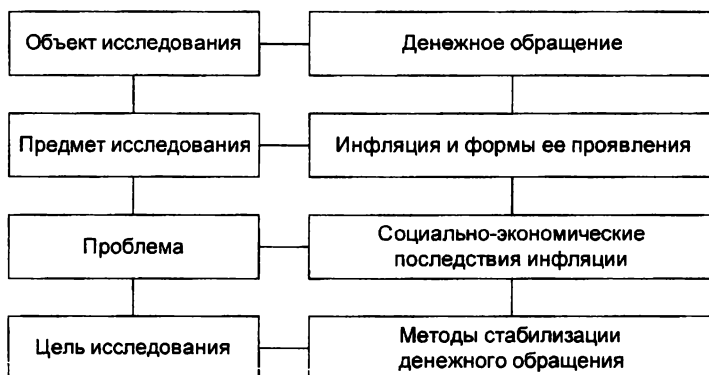 Объект исследования
Денежное обращение
Предмет исследования
Инфляция и формы ее проявления
Проблема
Социально-экономические
последствия инфляции
Цель исследования
Методы стабилизации
денежного обращения